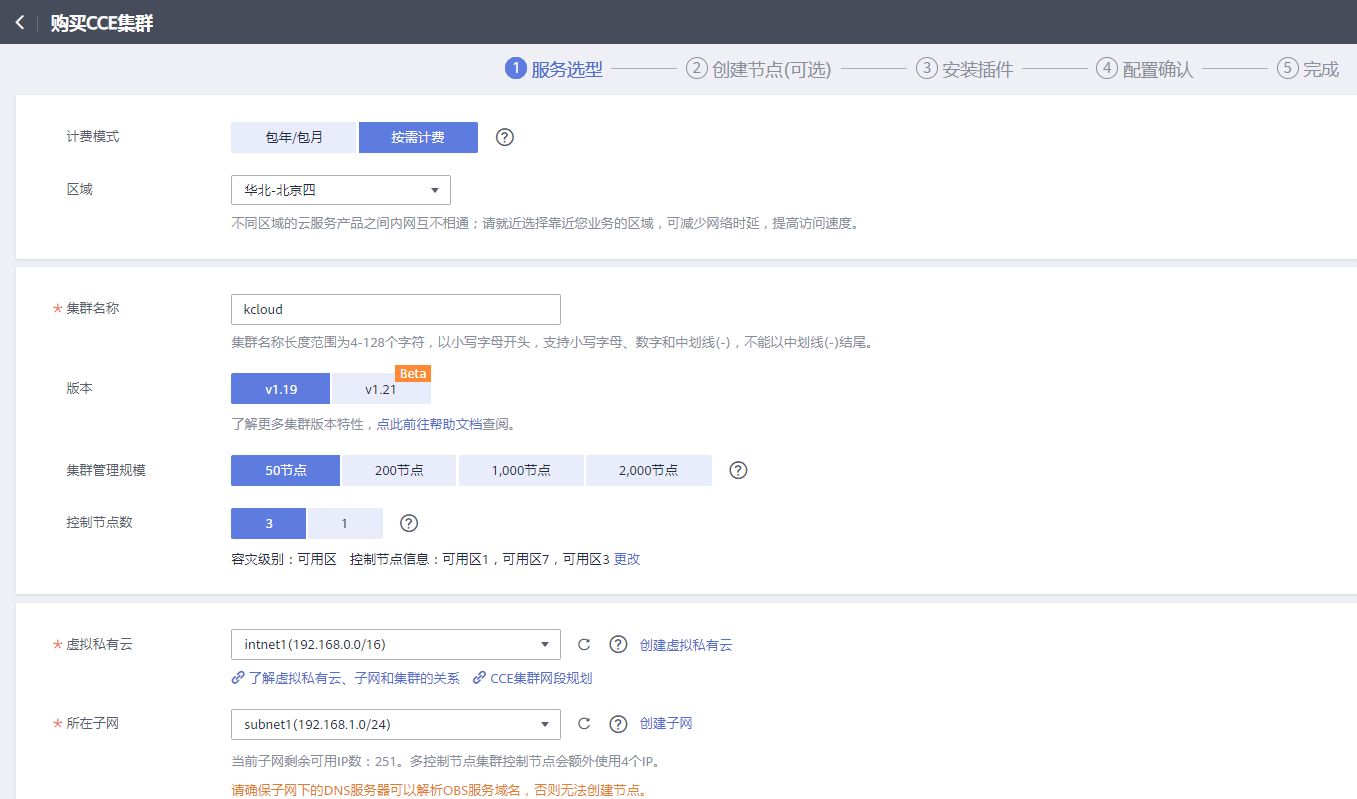 购买CCE集群
1 服务选型 2 创建节点(可选) 3 安装插件 4 配置确认 5 完成
计费模式 包年/包月 按需计费 ?
区域 华北-北京四
不同区域的云服务产品之间内网互不相通；请就近选择靠近您业务的区域，可减少网络时延，提高访问速度。
* 集群名称 kcloud
集群名称长度范围为4-128个字符，以小写字母开头，支持小写字母、数字和中划线(-)，不能以中划线(-)结尾。
Beta
版本 v1.19 v1.21
了解更多集群版本特性，点此前往帮助文档查阅。
集群管理规模 50节点 200节点 1,000节点 2,000节点 ?
控制节点数 3 1 ?
容灾级别：可用区 控制节点信息：可用区1，可用区7，可用区3 更改
* 虚拟私有云 intnet1(192.168.0.0/16) ? 创建虚拟私有云
了解虚拟私有云、子网和集群的关系 CCE集群网段规划
* 所在子网 subnet1(192.168.1.0/24) ? 创建子网
当前子网剩余可用IP数：251。多控制节点集群控制节点会额外使用4个IP。
请确保子网下的DNS服务器可以解析OBS服务域名，否则无法创建节点。